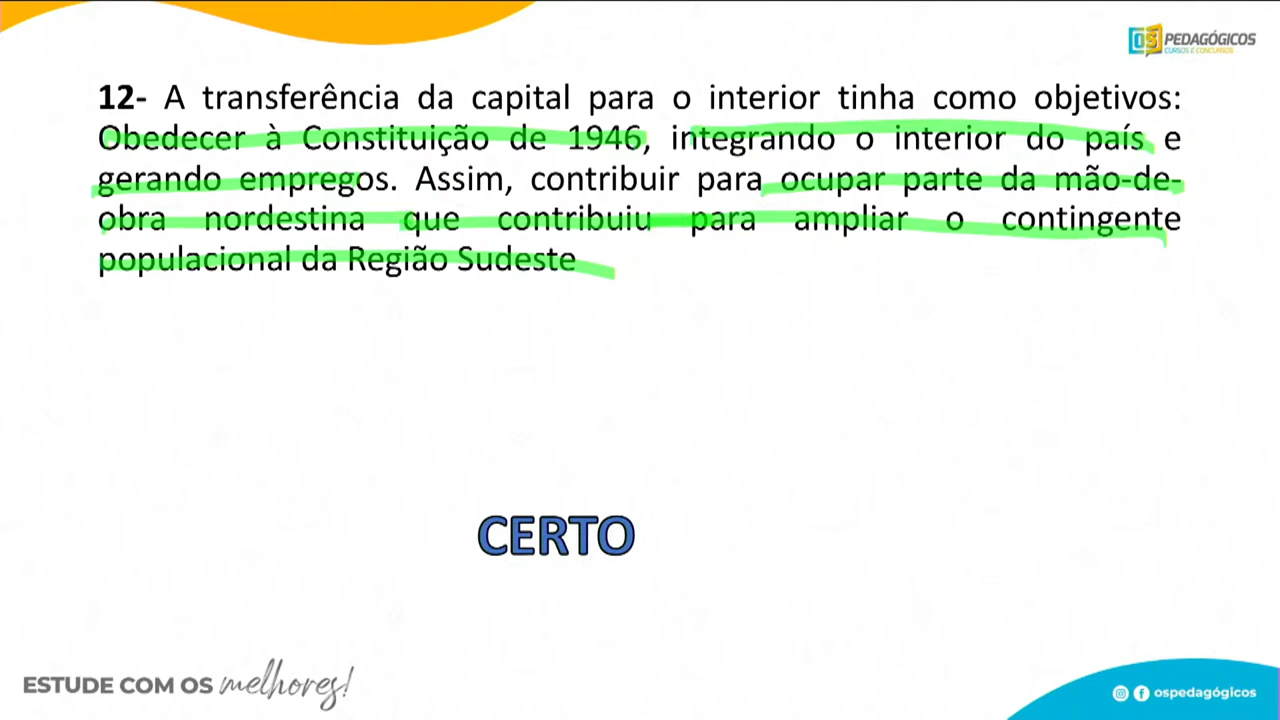 OS PEDAGÓGICOS
CURSOS E CONCURSOS
12- A transferência da capital para o interior tinha como objetivos:
Obedecer à Constituição de 1946, integrando o interior do país e
gerando empregos. Assim, contribuir para ocupar parte da mão-de-
obra nordestina que contribuiu para ampliar o contingente
populacional da Região Sudeste
CERTO
ESTUDE COM OS melhores!
ospedagógicos